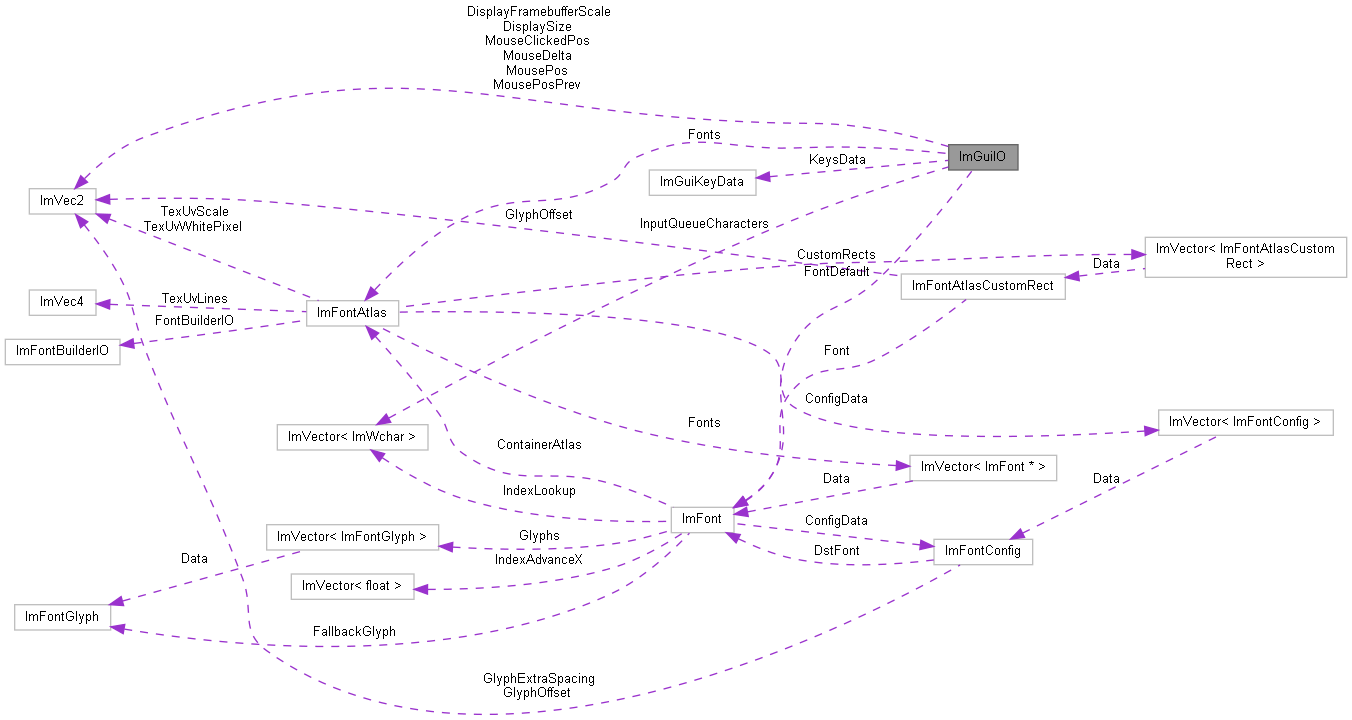 DisplayFramebufferScale
DisplaySize
MouseClickedPos
MouseDelta
MousePos
MousePosPrev
Fonts
ImGuiIO
KeysData
ImGuiKeyData
ImVec2
TexUvScale
TexUvWhitePixel
GlyphOffset
InputQueueCharacters
CustomRects
FontDefault
ImVector< ImFontAtlasCustom
Rect >
Data
ImFontAtlasCustomRect
ImVec4
TexUvLines
ImFontAtlas
FontBuilderIO
ImFontBuilderIO
Font
ConfigData
ImVector< ImWchar >
ContainerAtlas
Fonts
ImVector< ImFontConfig >
ImVector< ImFont * >
Data
Data
IndexLookup
ImFont
ConfigData
ImVector< ImFontGlyph >
Glyphs
DstFont
ImFontConfig
Data
IndexAdvanceX
ImVector< float >
ImFontGlyph
FallbackGlyph
GlyphExtraSpacing
GlyphOffset